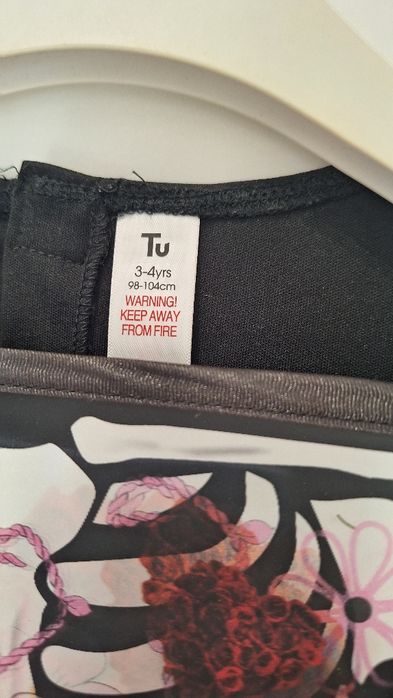 Tu
3-4yrs
98-104cm
WARNING!
KEEP AWAY
FROM FIRE